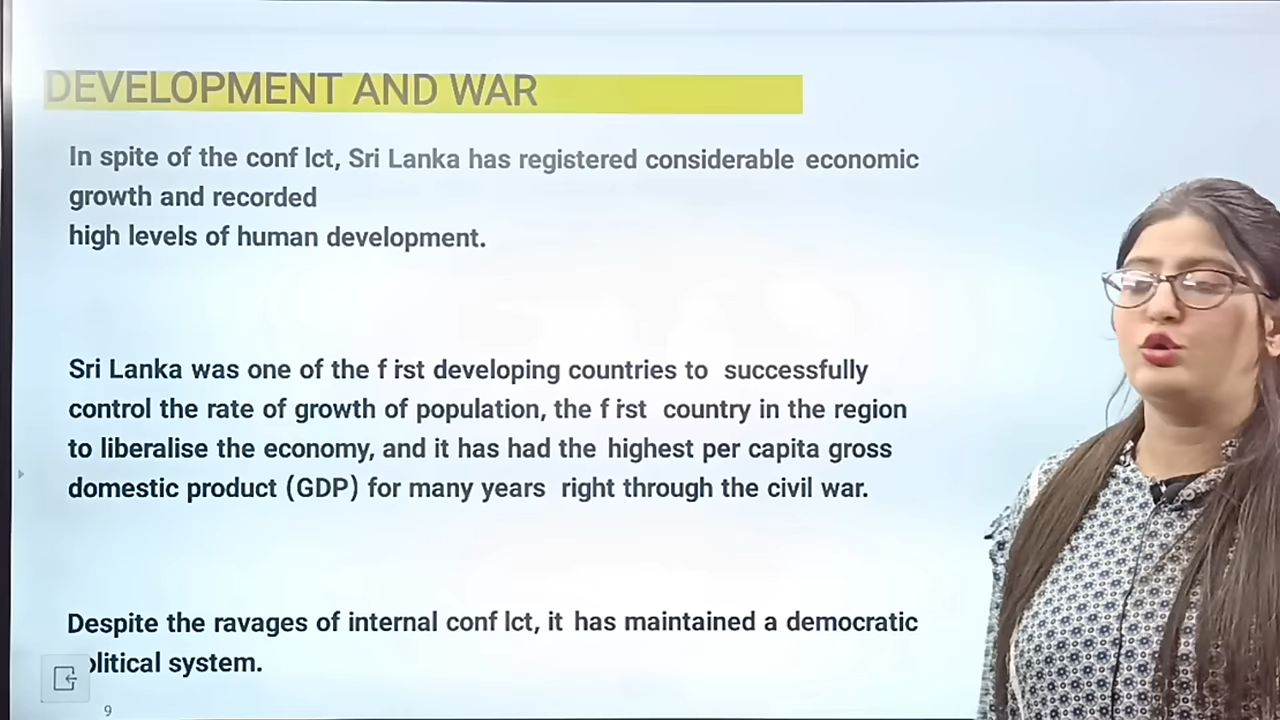 DEVELOPMENT AND WAR
In spite of the conf lct, Sri Lanka has registered considerable economic
growth and recorded
high levels of human development.
Sri Lanka was one of the f irst developing countries to successfully
control the rate of growth of population, the f irst country in the region
to liberalise the economy, and it has had the highest per capita gross
domestic product (GDP) for many years right through the civil war.
Despite the ravages of internal conf lct, it has maintained a democratic
olitical system.
9